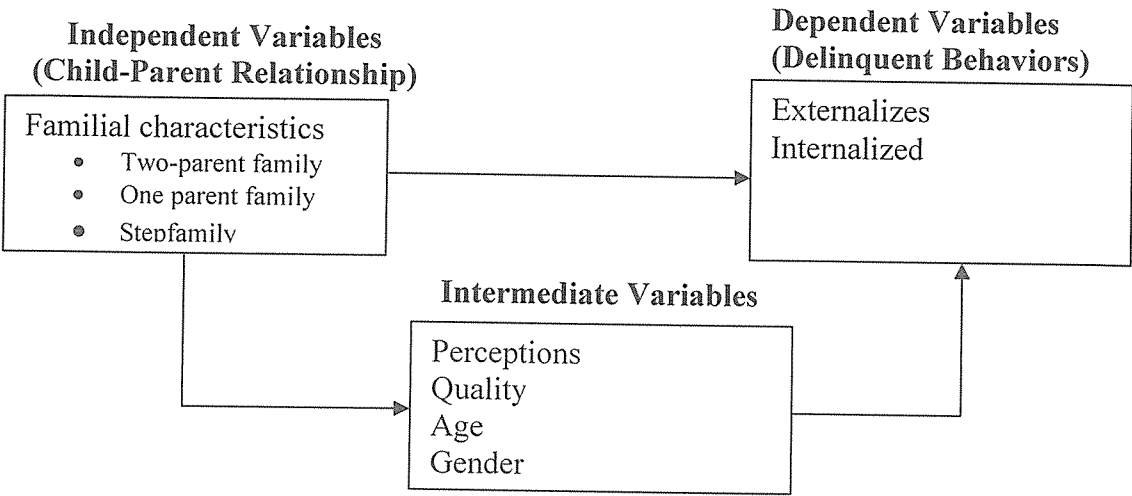 Independent Variables
(Child-Parent Relationship)
Familial characteristics
• Two-parent family
• One parent family
• Stepfamily
Dependent Variables
(Delinquent Behaviors)
Externalizes
Internalized
Intermediate Variables
Perceptions
Quality
Age
Gender